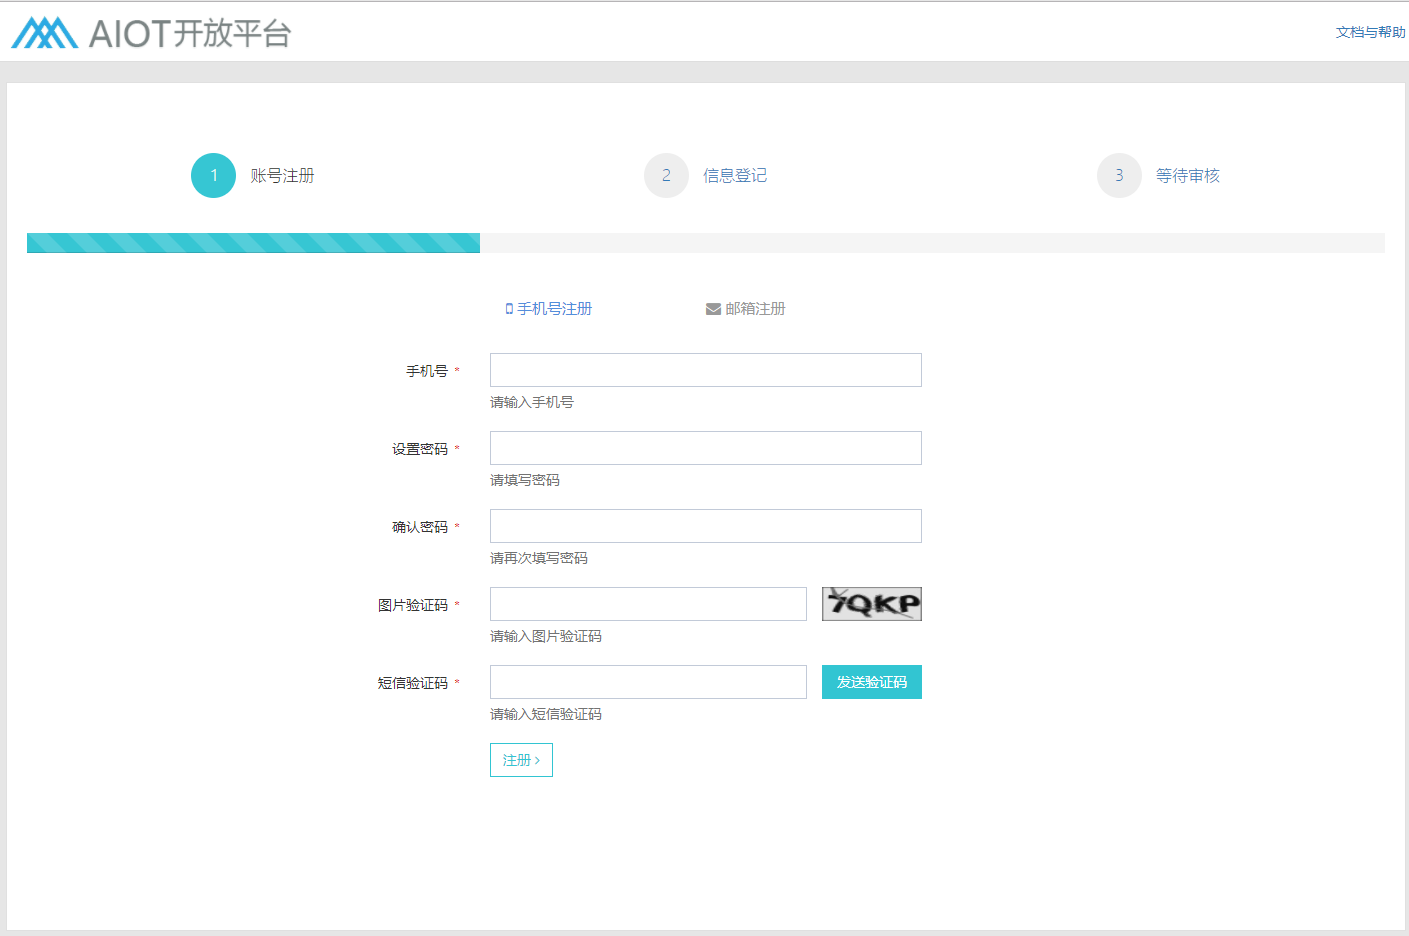 AIOT开放平台
文档与帮助
1 账号注册
2 信息登记
3 等待审核
手机号注册
邮箱注册
手机号 *
请输入手机号
设置密码 *
请填写密码
确认密码 *
请再次填写密码
图片验证码 *
7QKP
请输入图片验证码
短信验证码 *
发送验证码
请输入短信验证码
注册 >